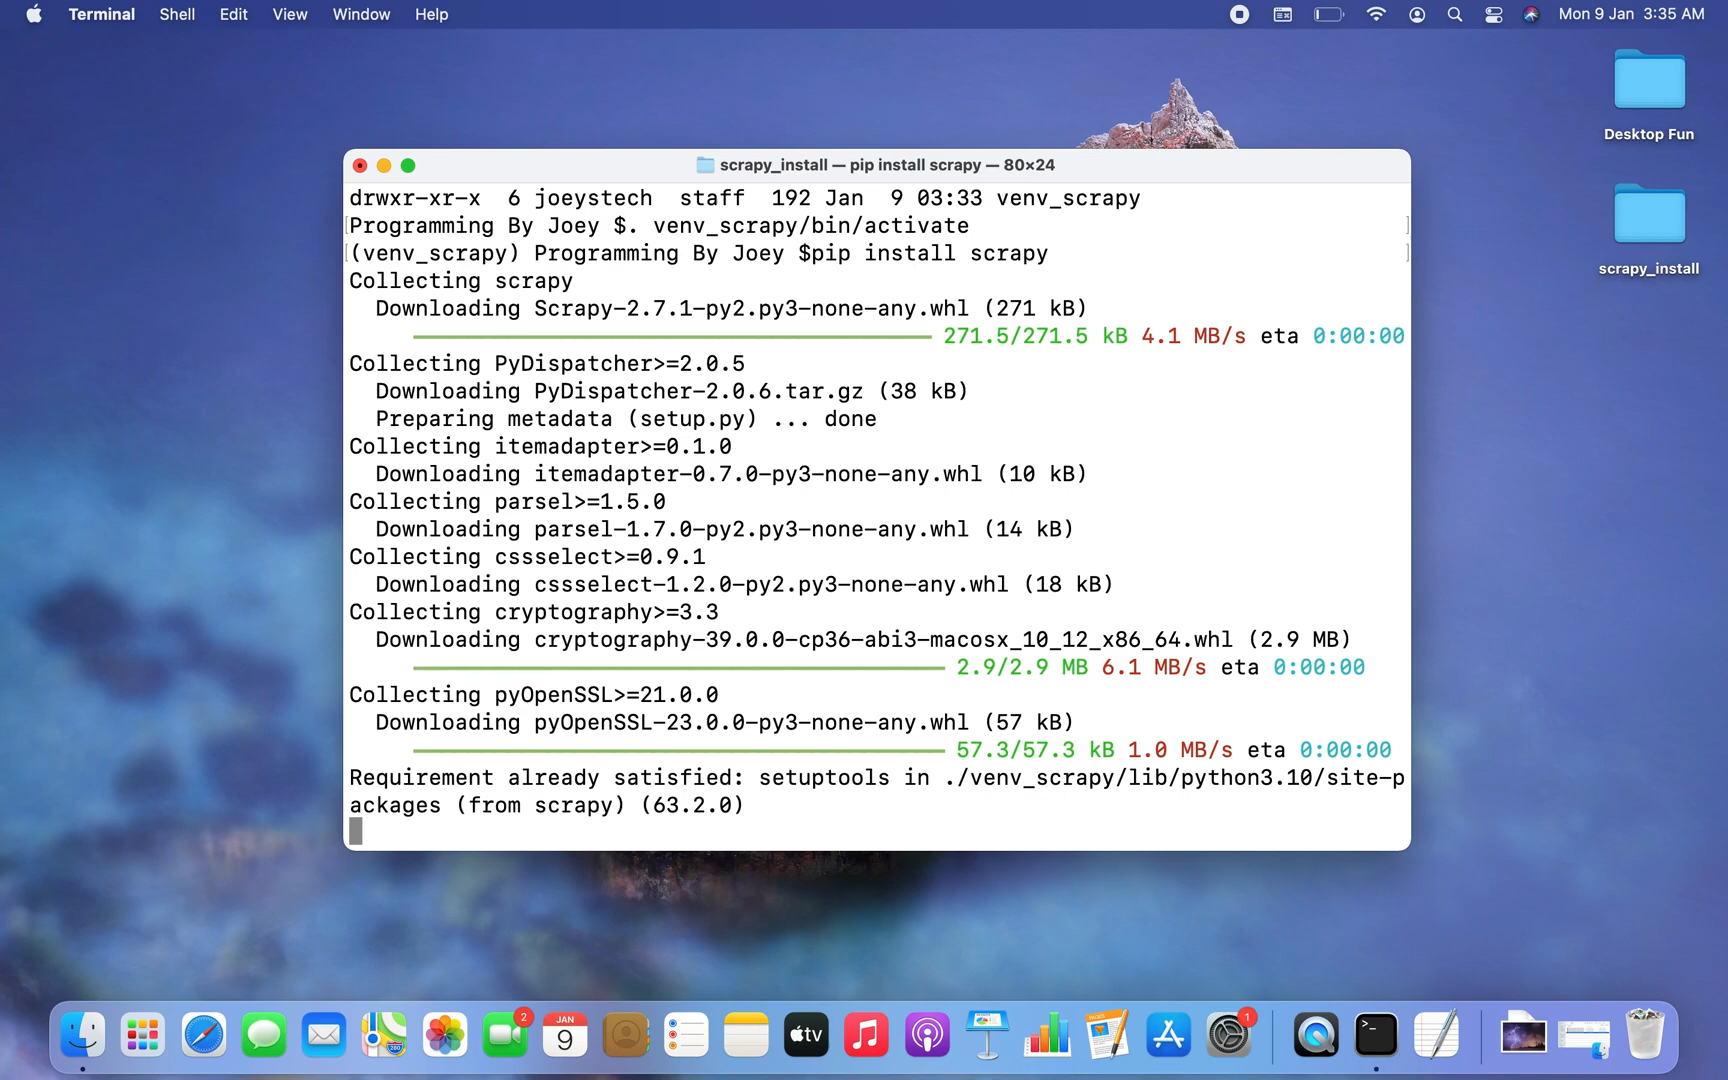 Terminal Shell Edit View Window Help Mon 9 Jan 3:35 AM
Desktop Fun
scrapy_install
scrapy_install — pip install scrapy — 80×24
drwxr-xr-x  6 joeystech  staff  192 Jan  9 03:33 venv_scrapy
[Programming By Joey $. venv_scrapy/bin/activate ]
[(venv_scrapy) Programming By Joey $pip install scrapy ]
Collecting scrapy
  Downloading Scrapy-2.7.1-py2.py3-none-any.whl (271 kB)
271.5/271.5 kB 4.1 MB/s eta 0:00:00
Collecting PyDispatcher>=2.0.5
  Downloading PyDispatcher-2.0.6.tar.gz (38 kB)
  Preparing metadata (setup.py) ... done
Collecting itemadapter>=0.1.0
  Downloading itemadapter-0.7.0-py3-none-any.whl (10 kB)
Collecting parsel>=1.5.0
  Downloading parsel-1.7.0-py2.py3-none-any.whl (14 kB)
Collecting cssselect>=0.9.1
  Downloading cssselect-1.2.0-py2.py3-none-any.whl (18 kB)
Collecting cryptography>=3.3
  Downloading cryptography-39.0.0-cp36-abi3-macosx_10_12_x86_64.whl (2.9 MB)
2.9/2.9 MB 6.1 MB/s eta 0:00:00
Collecting pyOpenSSL>=21.0.0
  Downloading pyOpenSSL-23.0.0-py3-none-any.whl (57 kB)
57.3/57.3 kB 1.0 MB/s eta 0:00:00
Requirement already satisfied: setuptools in ./venv_scrapy/lib/python3.10/site-p
ackages (from scrapy) (63.2.0)
280
2
JAN
9
tv
PAGES
1
>_